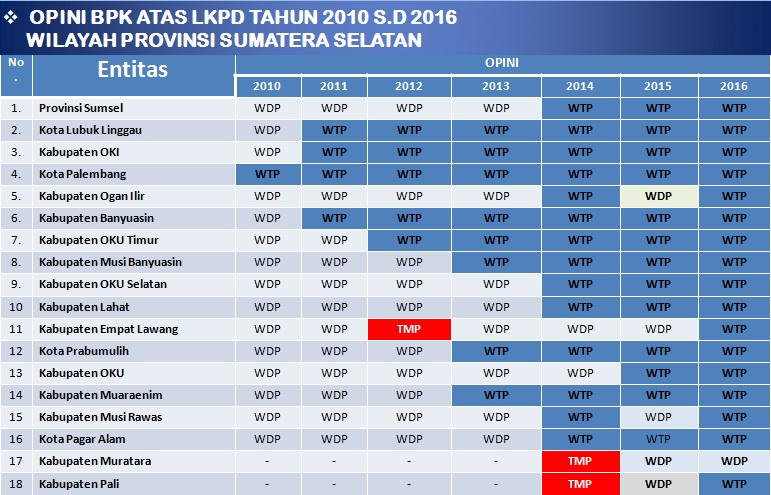 ❖ OPINI BPK ATAS LKPD TAHUN 2010 S.D 2016
WILAYAH PROVINSI SUMATERA SELATAN
No. Entitas OPINI
2010 2011 2012 2013 2014 2015 2016
1. Provinsi Sumsel WDP WDP WDP WDP WTP WTP WTP
2. Kota Lubuk Linggau WDP WTP WTP WTP WTP WTP WTP
3. Kabupaten OKI WDP WTP WTP WTP WTP WTP WTP
4. Kota Palembang WTP WTP WTP WTP WTP WTP WTP
5. Kabupaten Ogan Ilir WDP WDP WDP WDP WTP WDP WTP
6. Kabupaten Banyuasin WDP WTP WTP WTP WTP WTP WTP
7. Kabupaten OKU Timur WDP WDP WTP WTP WTP WTP WTP
8. Kabupaten Musi Banyuasin WDP WDP WDP WTP WTP WTP WTP
9. Kabupaten OKU Selatan WDP WDP WDP WDP WTP WTP WTP
10 Kabupaten Lahat WDP WDP WDP WDP WTP WTP WTP
11 Kabupaten Empat Lawang WDP WDP TMP WDP WDP WDP WTP
12 Kota Prabumulih WDP WDP WDP WTP WTP WTP WTP
13 Kabupaten OKU WDP WDP WDP WDP WDP WTP WTP
14 Kabupaten Muaraenim WDP WDP WDP WTP WTP WTP WTP
15 Kabupaten Musi Rawas WDP WDP WDP WDP WTP WDP WTP
16 Kota Pagar Alam WDP WDP WDP WDP WTP WTP WTP
17 Kabupaten Muratara - - - - TMP WDP WDP
18 Kabupaten Pali - - - - TMP WDP WTP